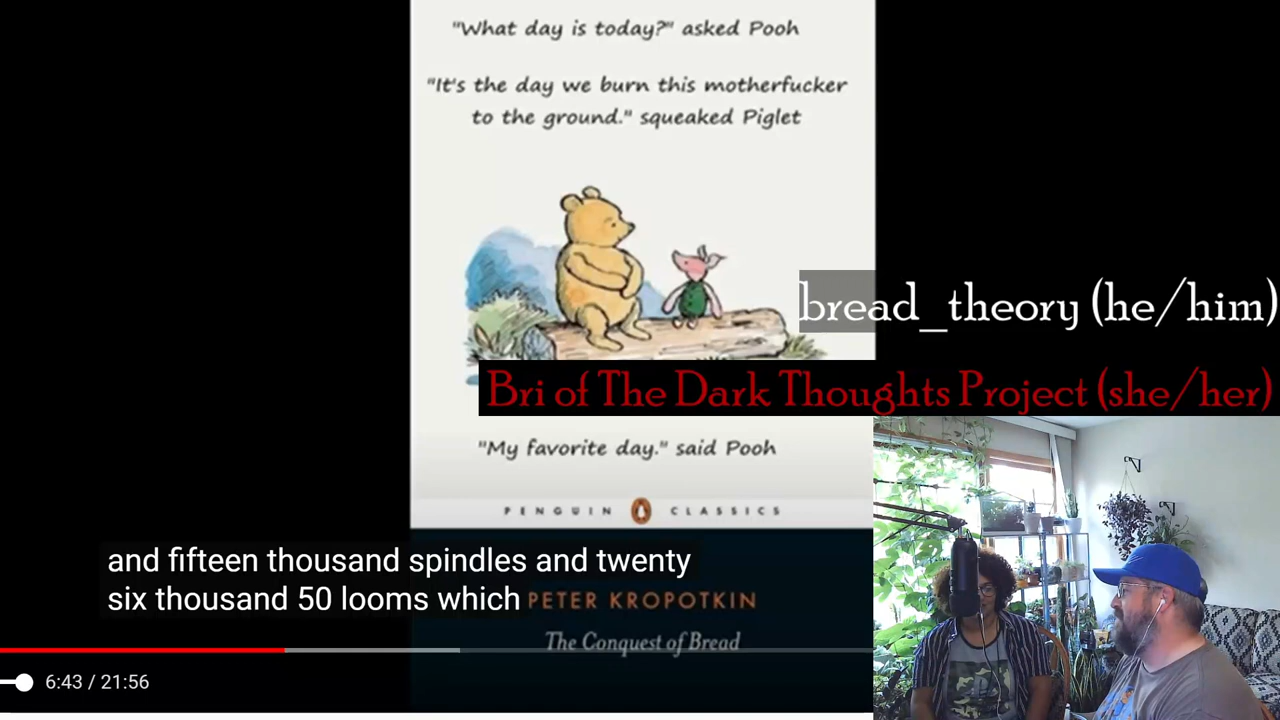 "What day is today?" asked Pooh
"It's the day we burn this motherfucker
to the ground." squeaked Piglet
bread_theory (he/him)
Bri of The Dark Thoughts Project (she/her)
"My favorite day." said Pooh
PENGUIN CLASSICS
and fifteen thousand spindles and twenty
six thousand 50 looms which
PETER KROPOTKIN
The Conquest of Bread
6:43 / 21:56